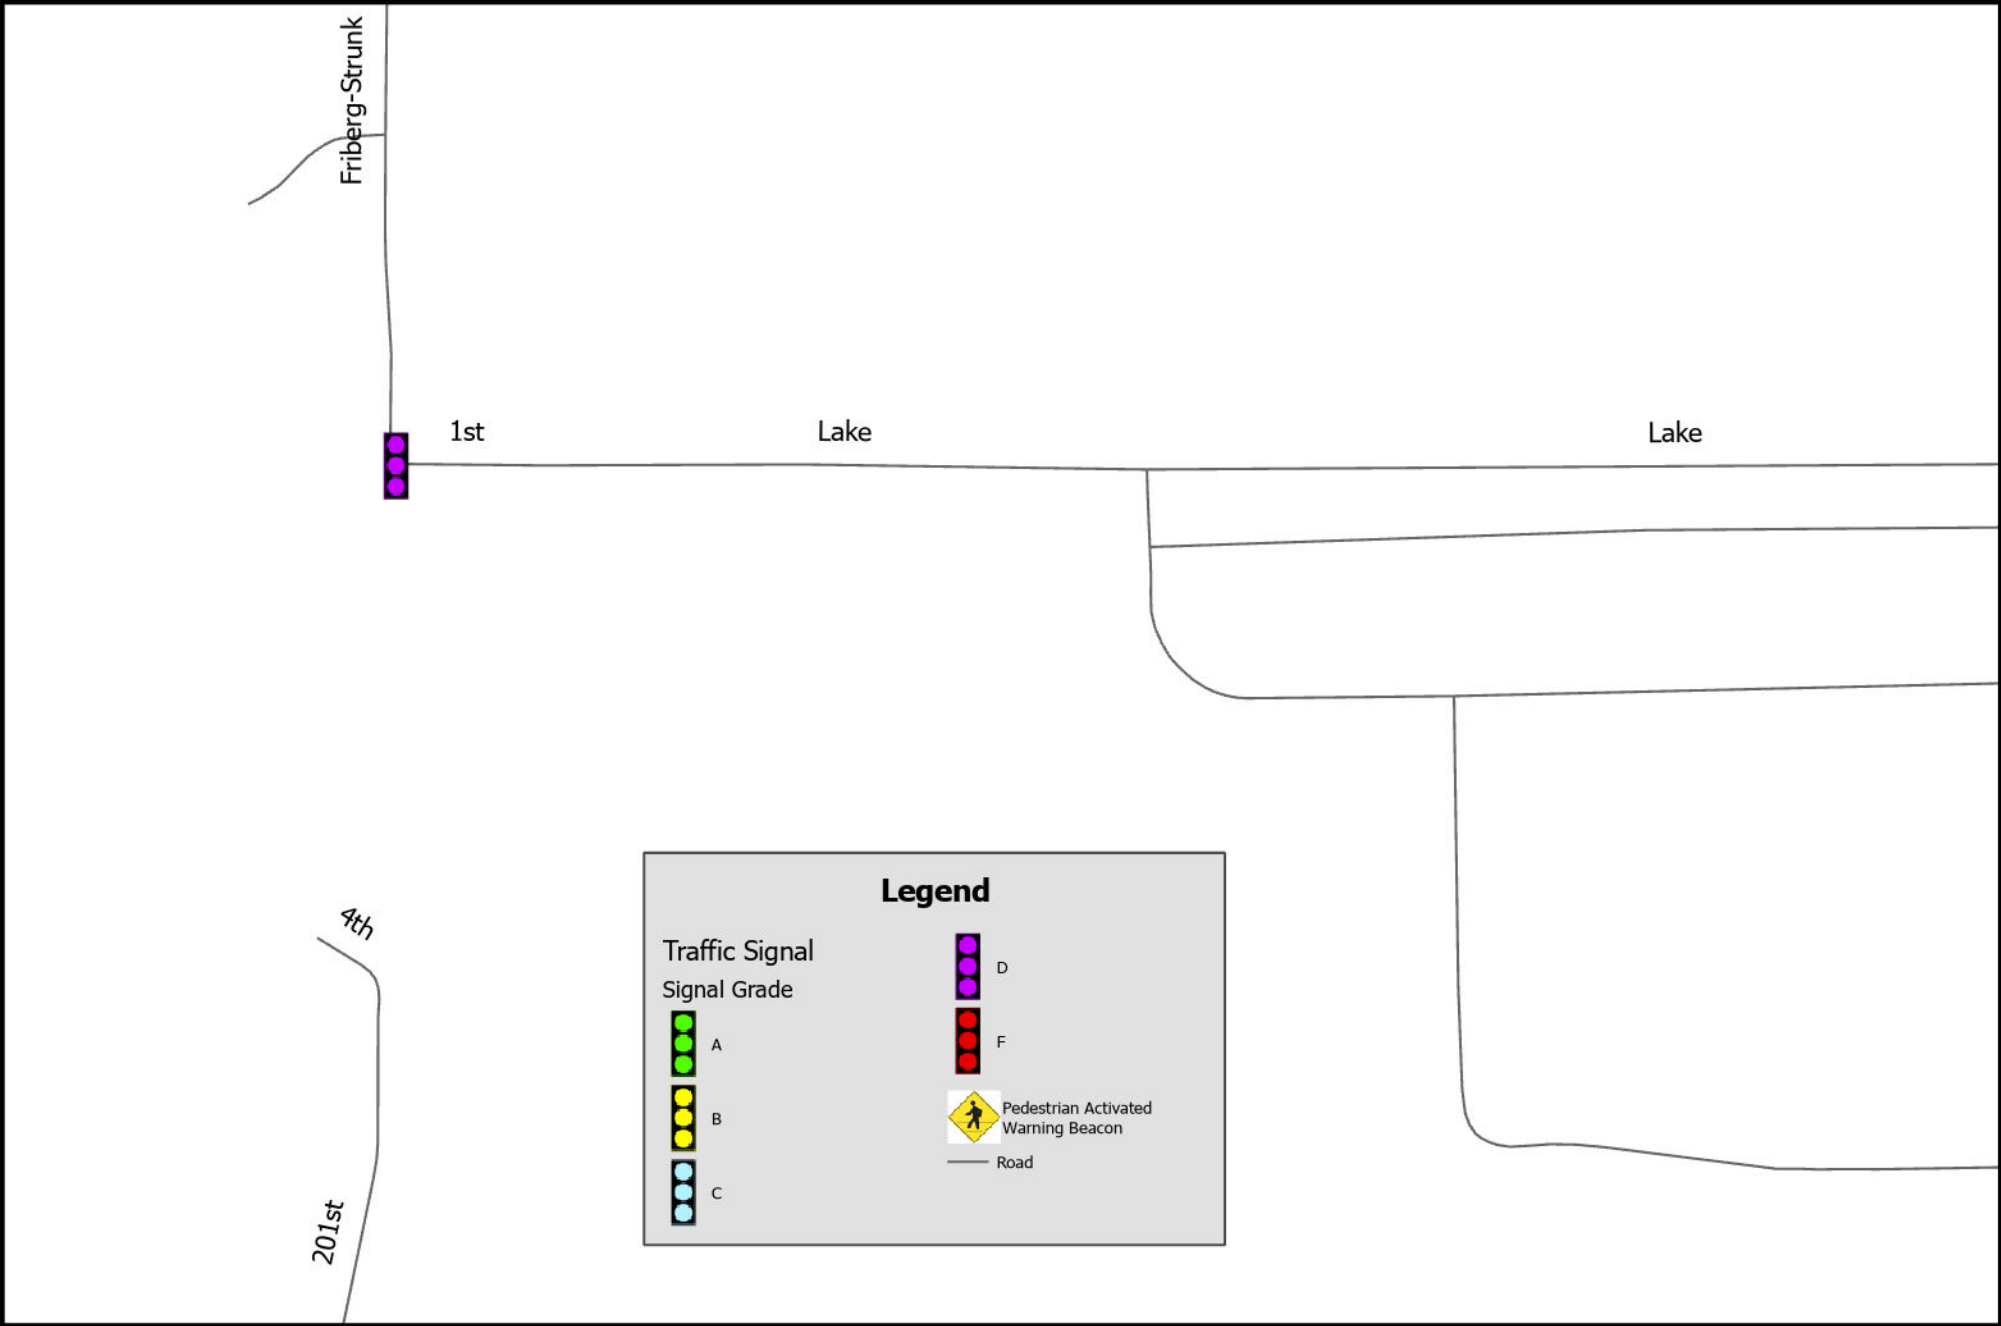 Friberg-Strunk
1st
Lake
Lake
4th
201st
Legend
Traffic Signal
Signal Grade
A
B
C
D
F
Pedestrian Activated
Warning Beacon
Road